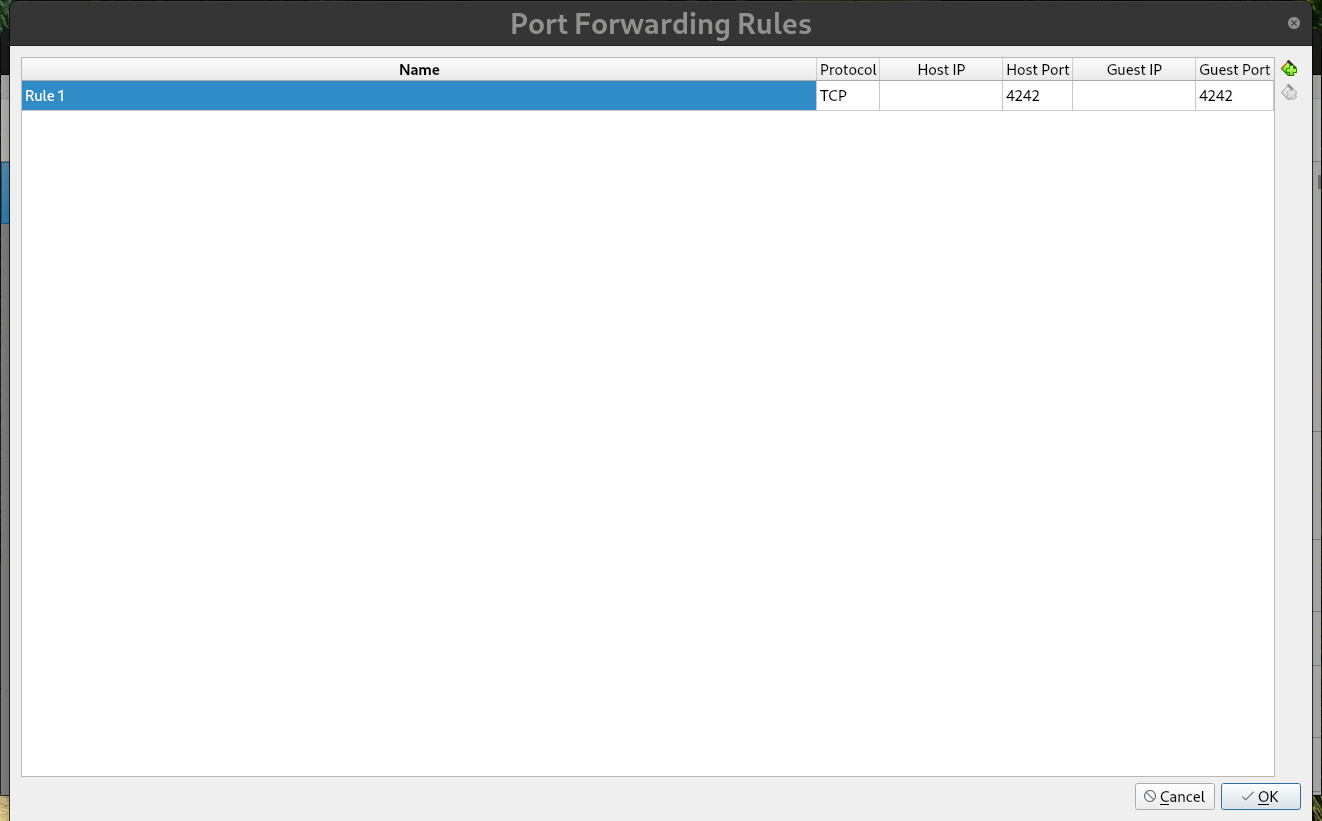 Port Forwarding Rules
Name Protocol Host IP Host Port Guest IP Guest Port
Rule 1 TCP 4242 4242
Cancel OK